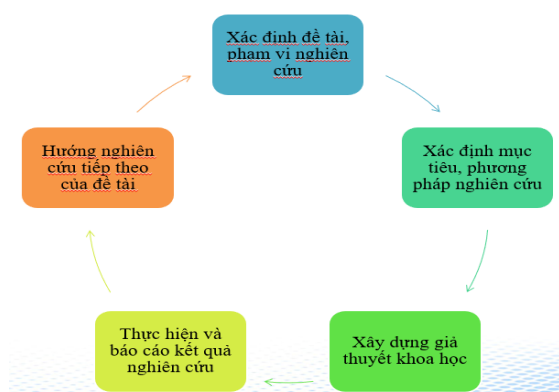 Xác định đề tài,
phạm vi nghiên
cứu
Xác định mục
tiêu, phương
pháp nghiên cứu
Xây dựng giả
thuyết khoa học
Thực hiện và
báo cáo kết quả
nghiên cứu
Hướng nghiên
cứu tiếp theo
của đề tài